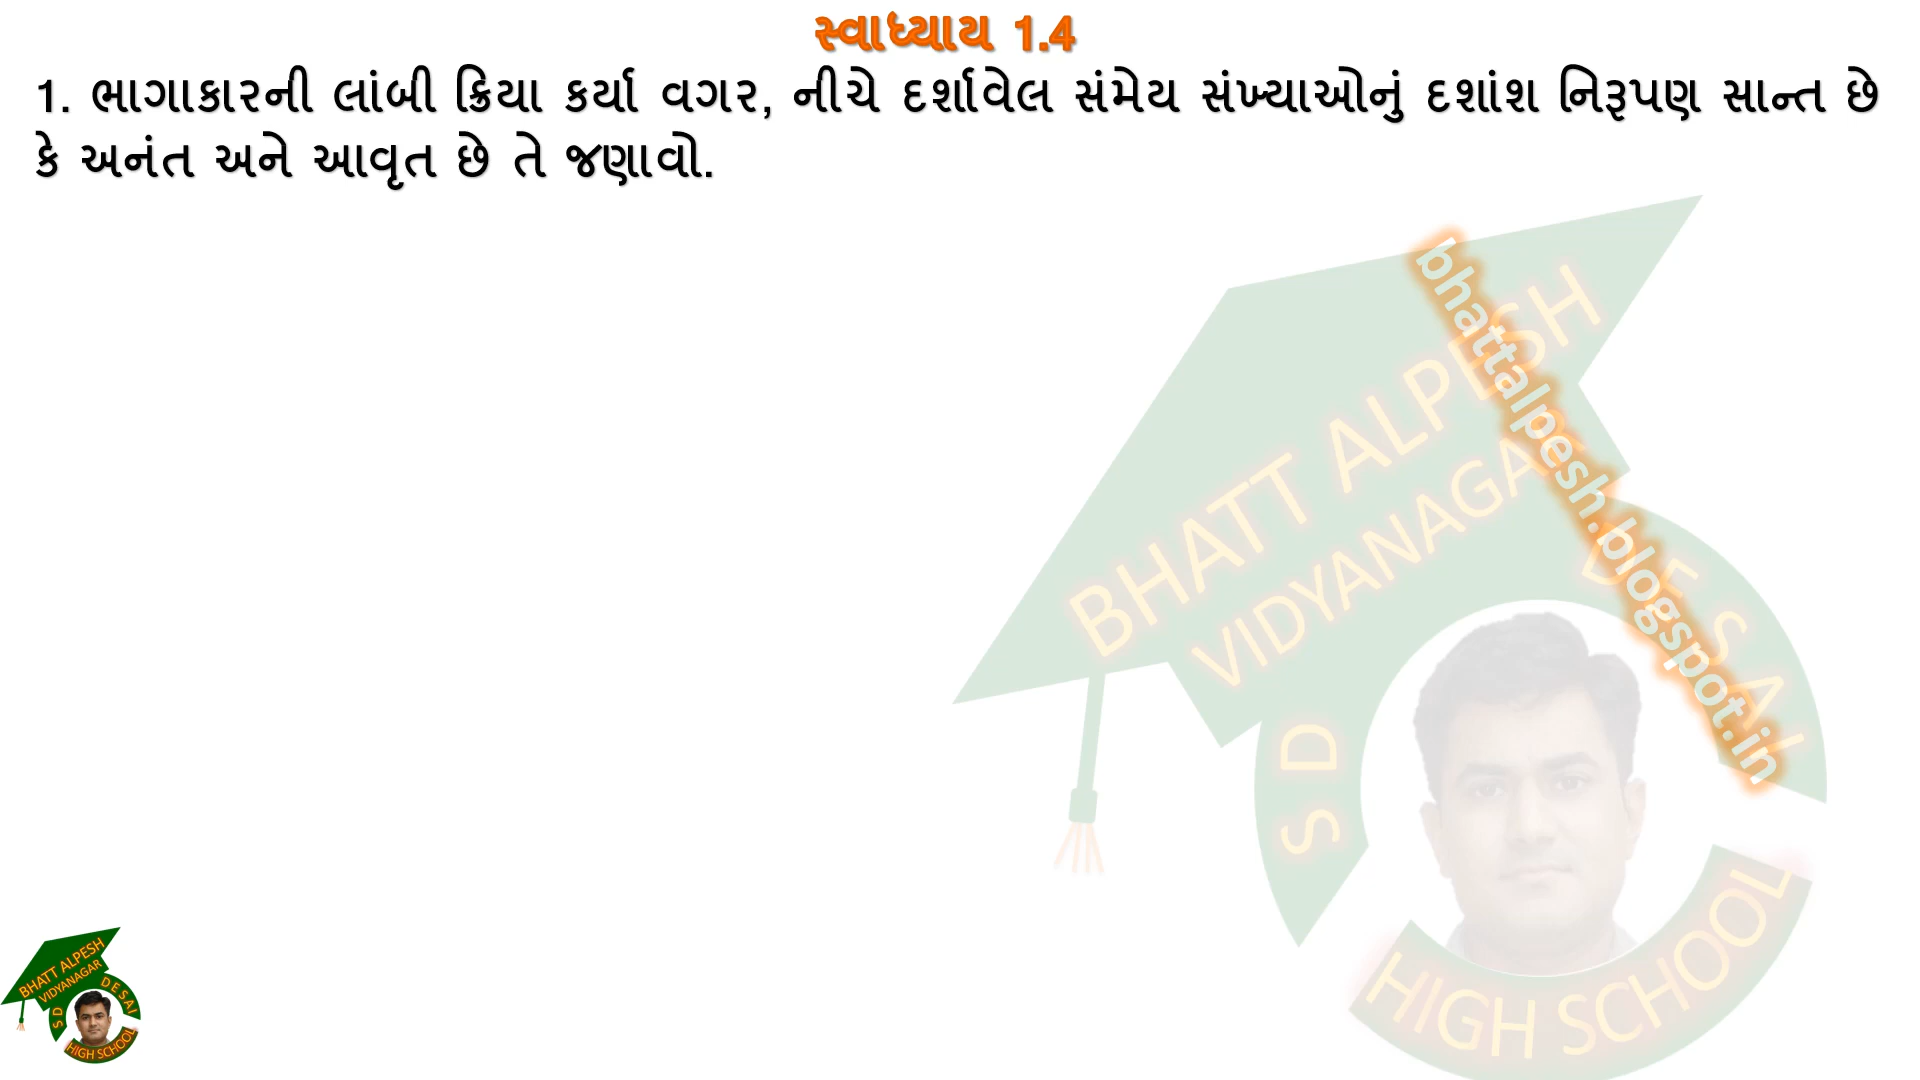 સ્વાધ્યાય 1.4
1. ભાગાકારની લાંબી ક્રિયા કર્યા વગર, નીચે દર્શાવેલ સંમેય સંખ્યાઓનું દશાંશ નિરૂપણ સાન્ત છે
કે અનંત અને આવૃત છે તે જણાવો.
bhattalpesh.blogspot.in
BHATT ALPESH
VIDYANAGAR
S D DESAI
HIGH SCHOOL
BHATT ALPESH
VIDYANAGAR
S D DESAI
HIGH SCHOOL